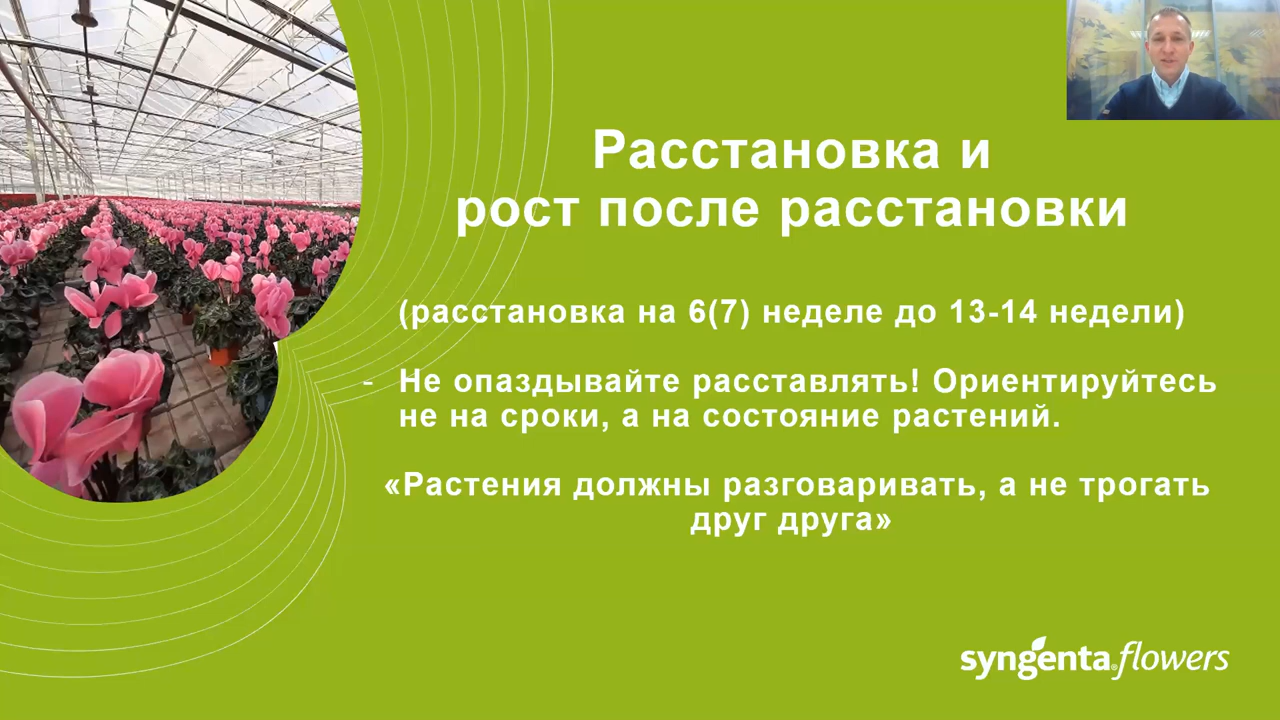 Расстановка и
рост после расстановки
(расстановка на 6(7) неделе до 13-14 недели)
- Не опаздывайте расставлять! Ориентируйтесь
не на сроки, а на состояние растений.
«Растения должны разговаривать, а не трогать
друг друга»
syngenta® flowers